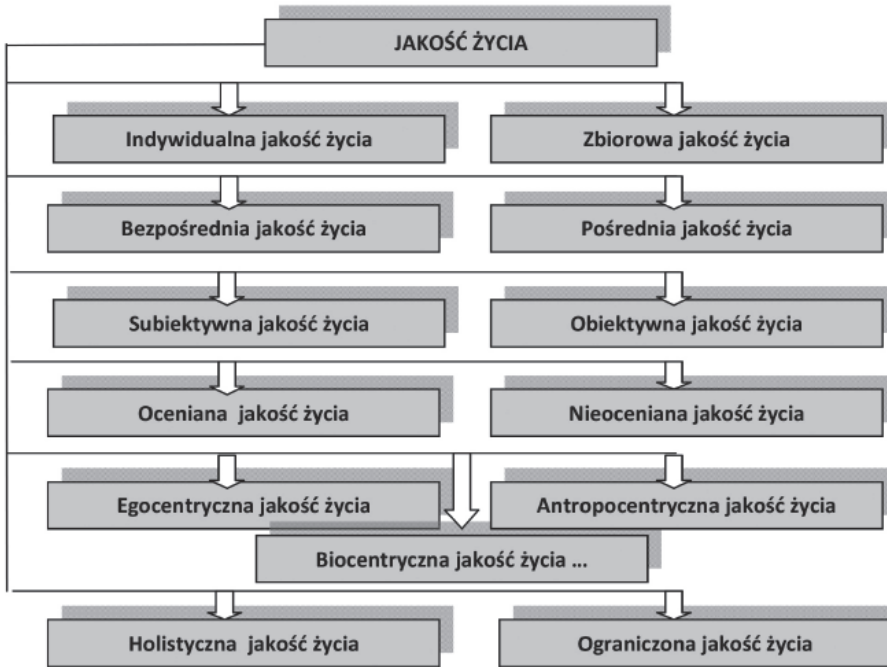 JAKOŚĆ ŻYCIA
Indywidualna jakość życia
Zbiorowa jakość życia
Bezpośrednia jakość życia
Pośrednia jakość życia
Subiektywna jakość życia
Obiektywna jakość życia
Oceniana jakość życia
Nieoceniana jakość życia
Egocentryczna jakość życia
Antropocentryczna jakość życia
Biocentryczna jakość życia ...
Holistyczna jakość życia
Ograniczona jakość życia